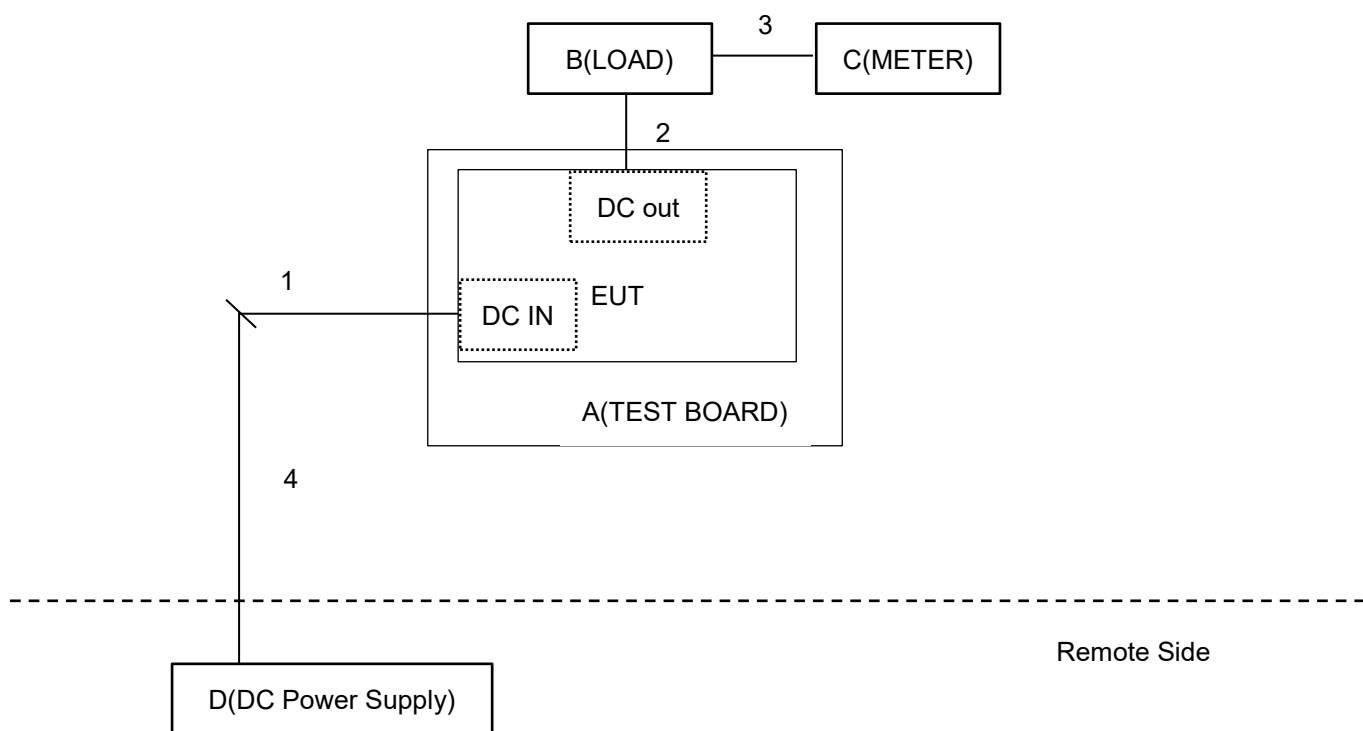 3
B(LOAD)
C(METER)
2
DC out
1
EUT
DC IN
A(TEST BOARD)
4
Remote Side
D(DC Power Supply)